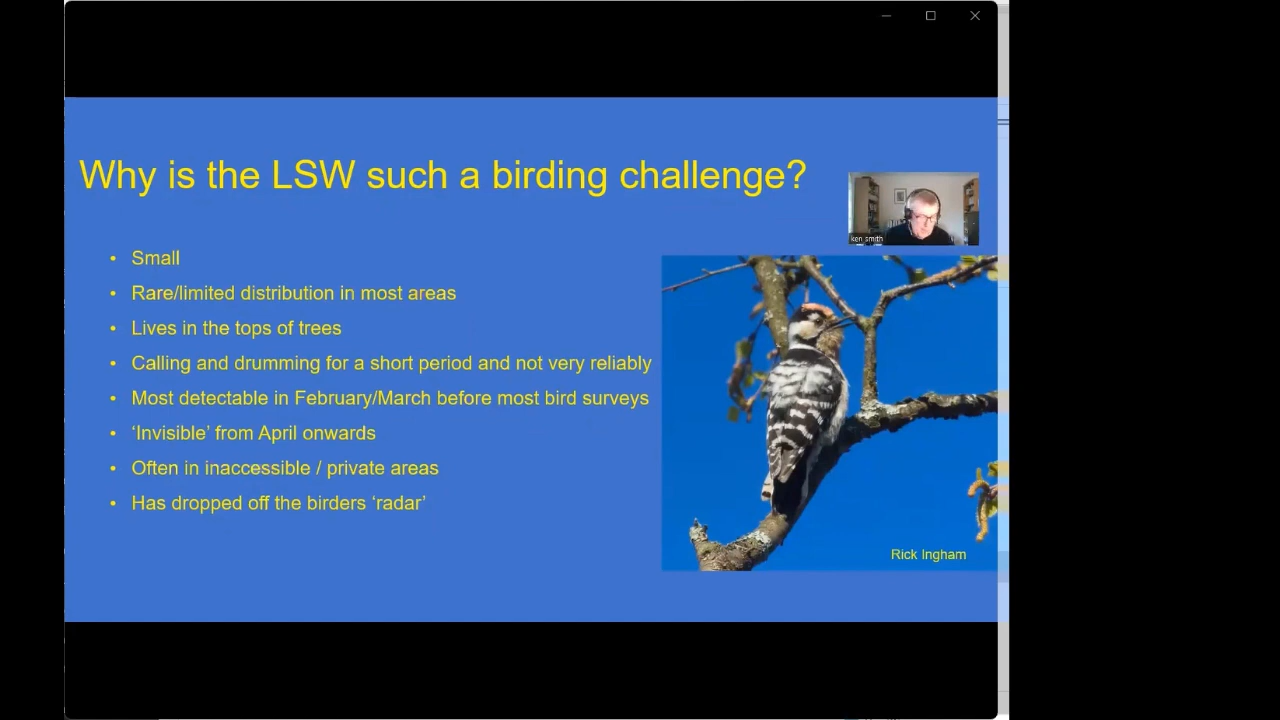 Why is the LSW such a birding challenge?
ken smith
• Small
• Rare/limited distribution in most areas
• Lives in the tops of trees
• Calling and drumming for a short period and not very reliably
• Most detectable in February/March before most bird surveys
• ‘Invisible’ from April onwards
• Often in inaccessible / private areas
• Has dropped off the birders ‘radar’
Rick Ingham